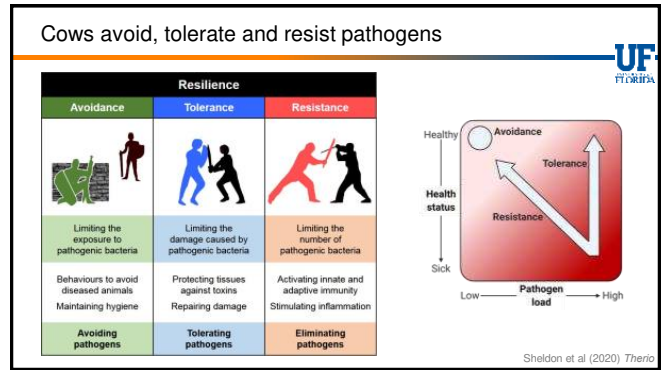 Cows avoid, tolerate and resist pathogens
UF
UNIVERSITY of
FLORIDA
Resilience
Avoidance
Tolerance
Resistance
Limiting the
exposure to
pathogenic bacteria
Limiting the
damage caused by
pathogenic bacteria
Limiting the
number of
pathogenic bacteria
Behaviours to avoid
diseased animals
Maintaining hygiene
Protecting tissues
against toxins
Repairing damage
Activating innate and
adaptive immunity
Stimulating inflammation
Avoiding
pathogens
Tolerating
pathogens
Eliminating
pathogens
Healthy
Health
status
Sick
Avoidance
Tolerance
Resistance
Low
Pathogen
load
High
Sheldon et al (2020) Therio